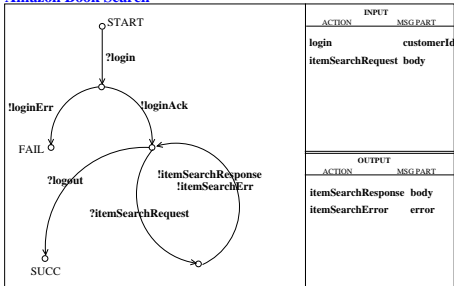 Amazon Book Search
START
?login
!loginErr
!loginAck
FAIL
?logout
!itemSearchResponse
!itemSearchErr
?itemSearchRequest
SUCC
INPUT
ACTION MSG PART
login customerId
itemSearchRequest body
OUTPUT
ACTION MSG PART
itemSearchResponse body
itemSearchError error